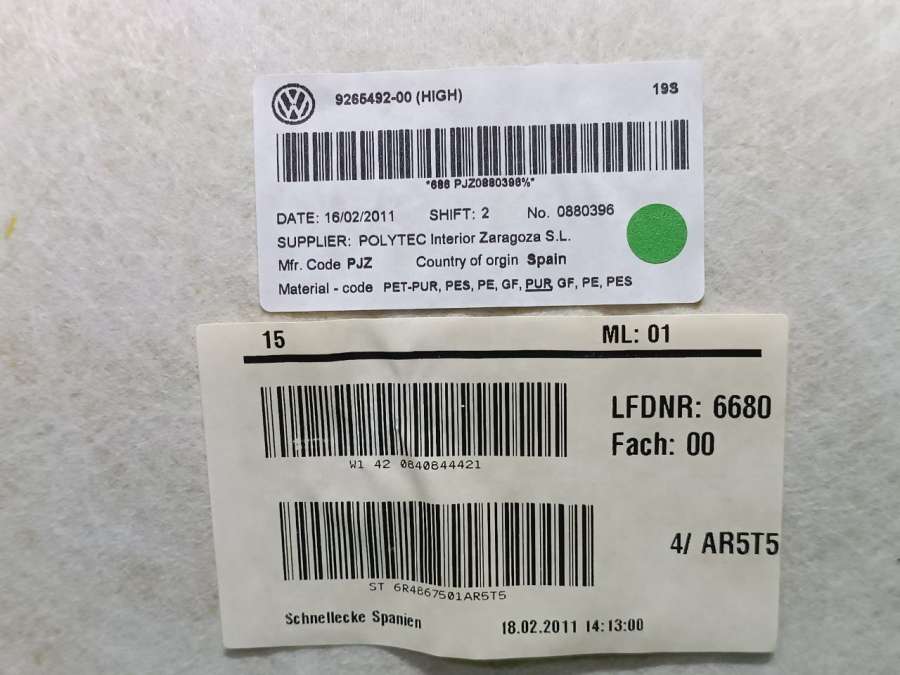 9265492-00 (HIGH) 19S
*686 PJZ0880396%*
DATE: 16/02/2011 SHIFT: 2 No. 0880396
SUPPLIER: POLYTEC Interior Zaragoza S.L.
Mfr. Code PJZ Country of orgin Spain
Material - code PET-PUR, PES, PE, GF, PUR, GF, PE, PES
15 ML: 01
LFDNR: 6680
Fach: 00
W1 42 0840844421
4/ AR5T5
ST 6R4867501AR5T5
Schnellecke Spanien 18.02.2011 14:13:00